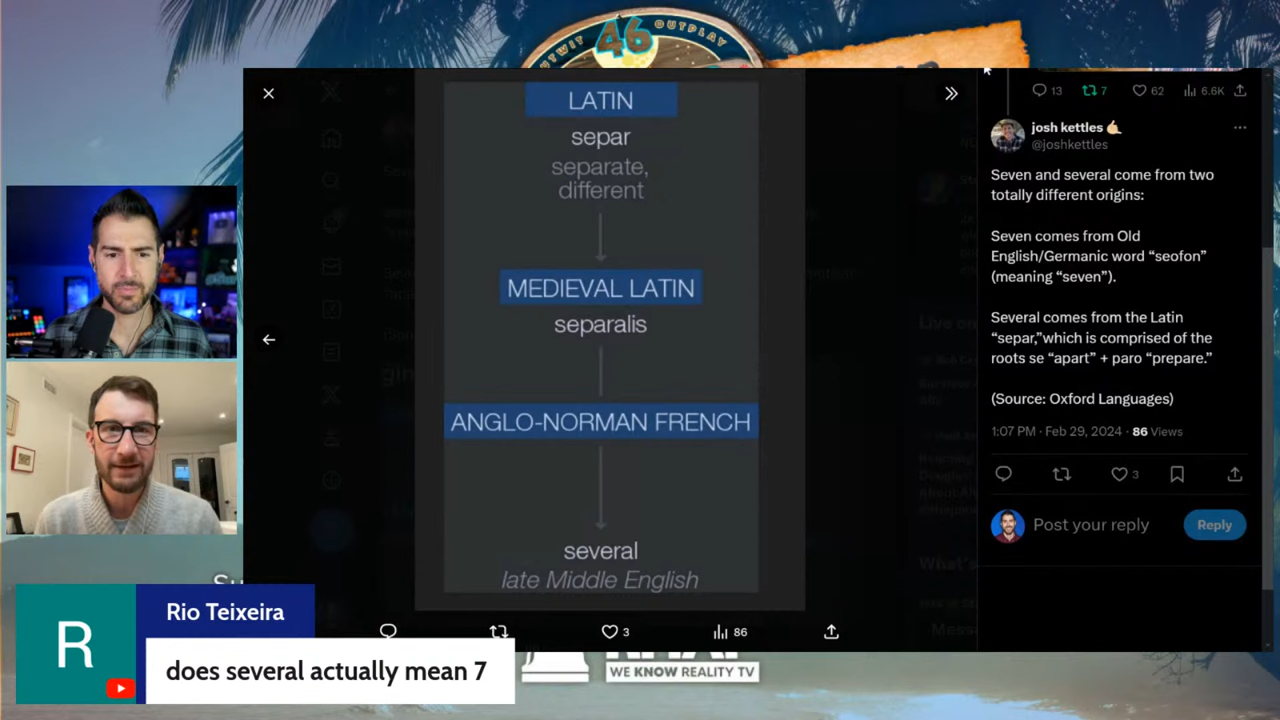 46
OUTPLAY
LATIN
separ
separate,
different
MEDIEVAL LATIN
separalis
ANGLO-NORMAN FRENCH
several
late Middle English
3
86
13
7
62
6.6K
josh kettles
@joshkettles
Seven and several come from two
totally different origins:
Seven comes from Old
English/Germanic word “seofon”
(meaning “seven”).
Several comes from the Latin
“separ,”which is comprised of the
roots se “apart” + paro “prepare.”
(Source: Oxford Languages)
1:07 PM · Feb 29, 2024 · 86 Views
3
Post your reply
Reply
R
Rio Teixeira
does several actually mean 7
WE KNOW REALITY TV